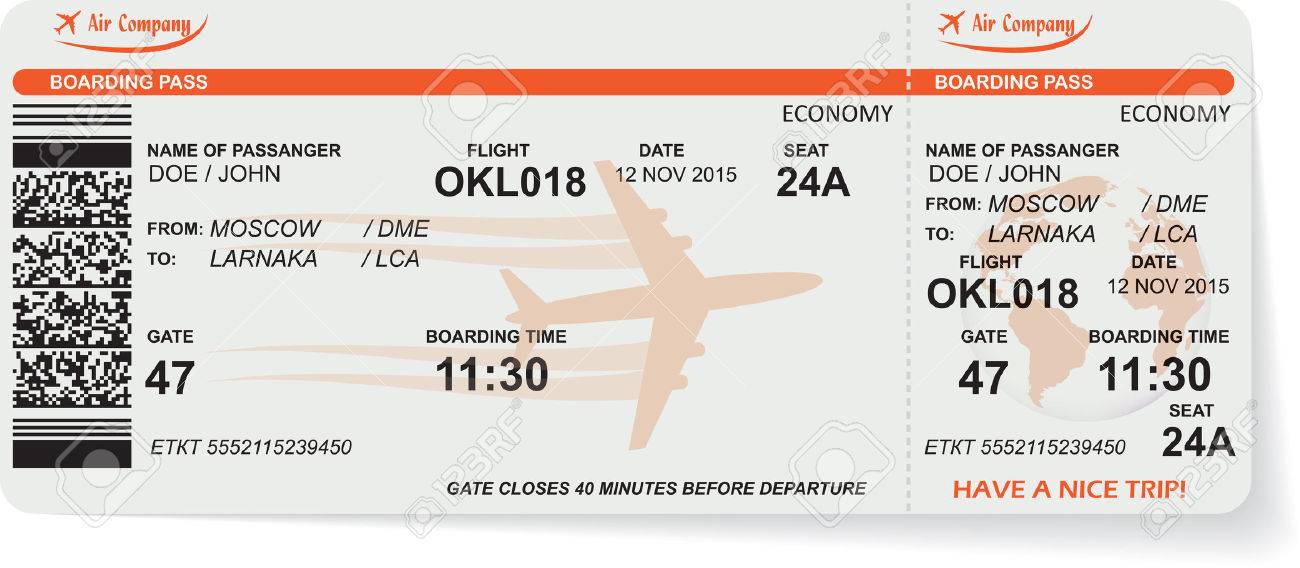 Air Company
BOARDING PASS
ECONOMY
NAME OF PASSANGER FLIGHT DATE SEAT
DOE / JOHN OKL018 12 NOV 2015 24A
FROM: MOSCOW / DME
TO: LARNAKA / LCA
GATE BOARDING TIME
47 11:30
ETKT 5552115239450
GATE CLOSES 40 MINUTES BEFORE DEPARTURE
Air Company
BOARDING PASS
ECONOMY
NAME OF PASSANGER
DOE / JOHN
FROM: MOSCOW / DME
TO: LARNAKA / LCA
FLIGHT DATE
OKL018 12 NOV 2015
GATE BOARDING TIME
47 11:30
SEAT
ETKT 5552115239450 24A
HAVE A NICE TRIP!
123RF